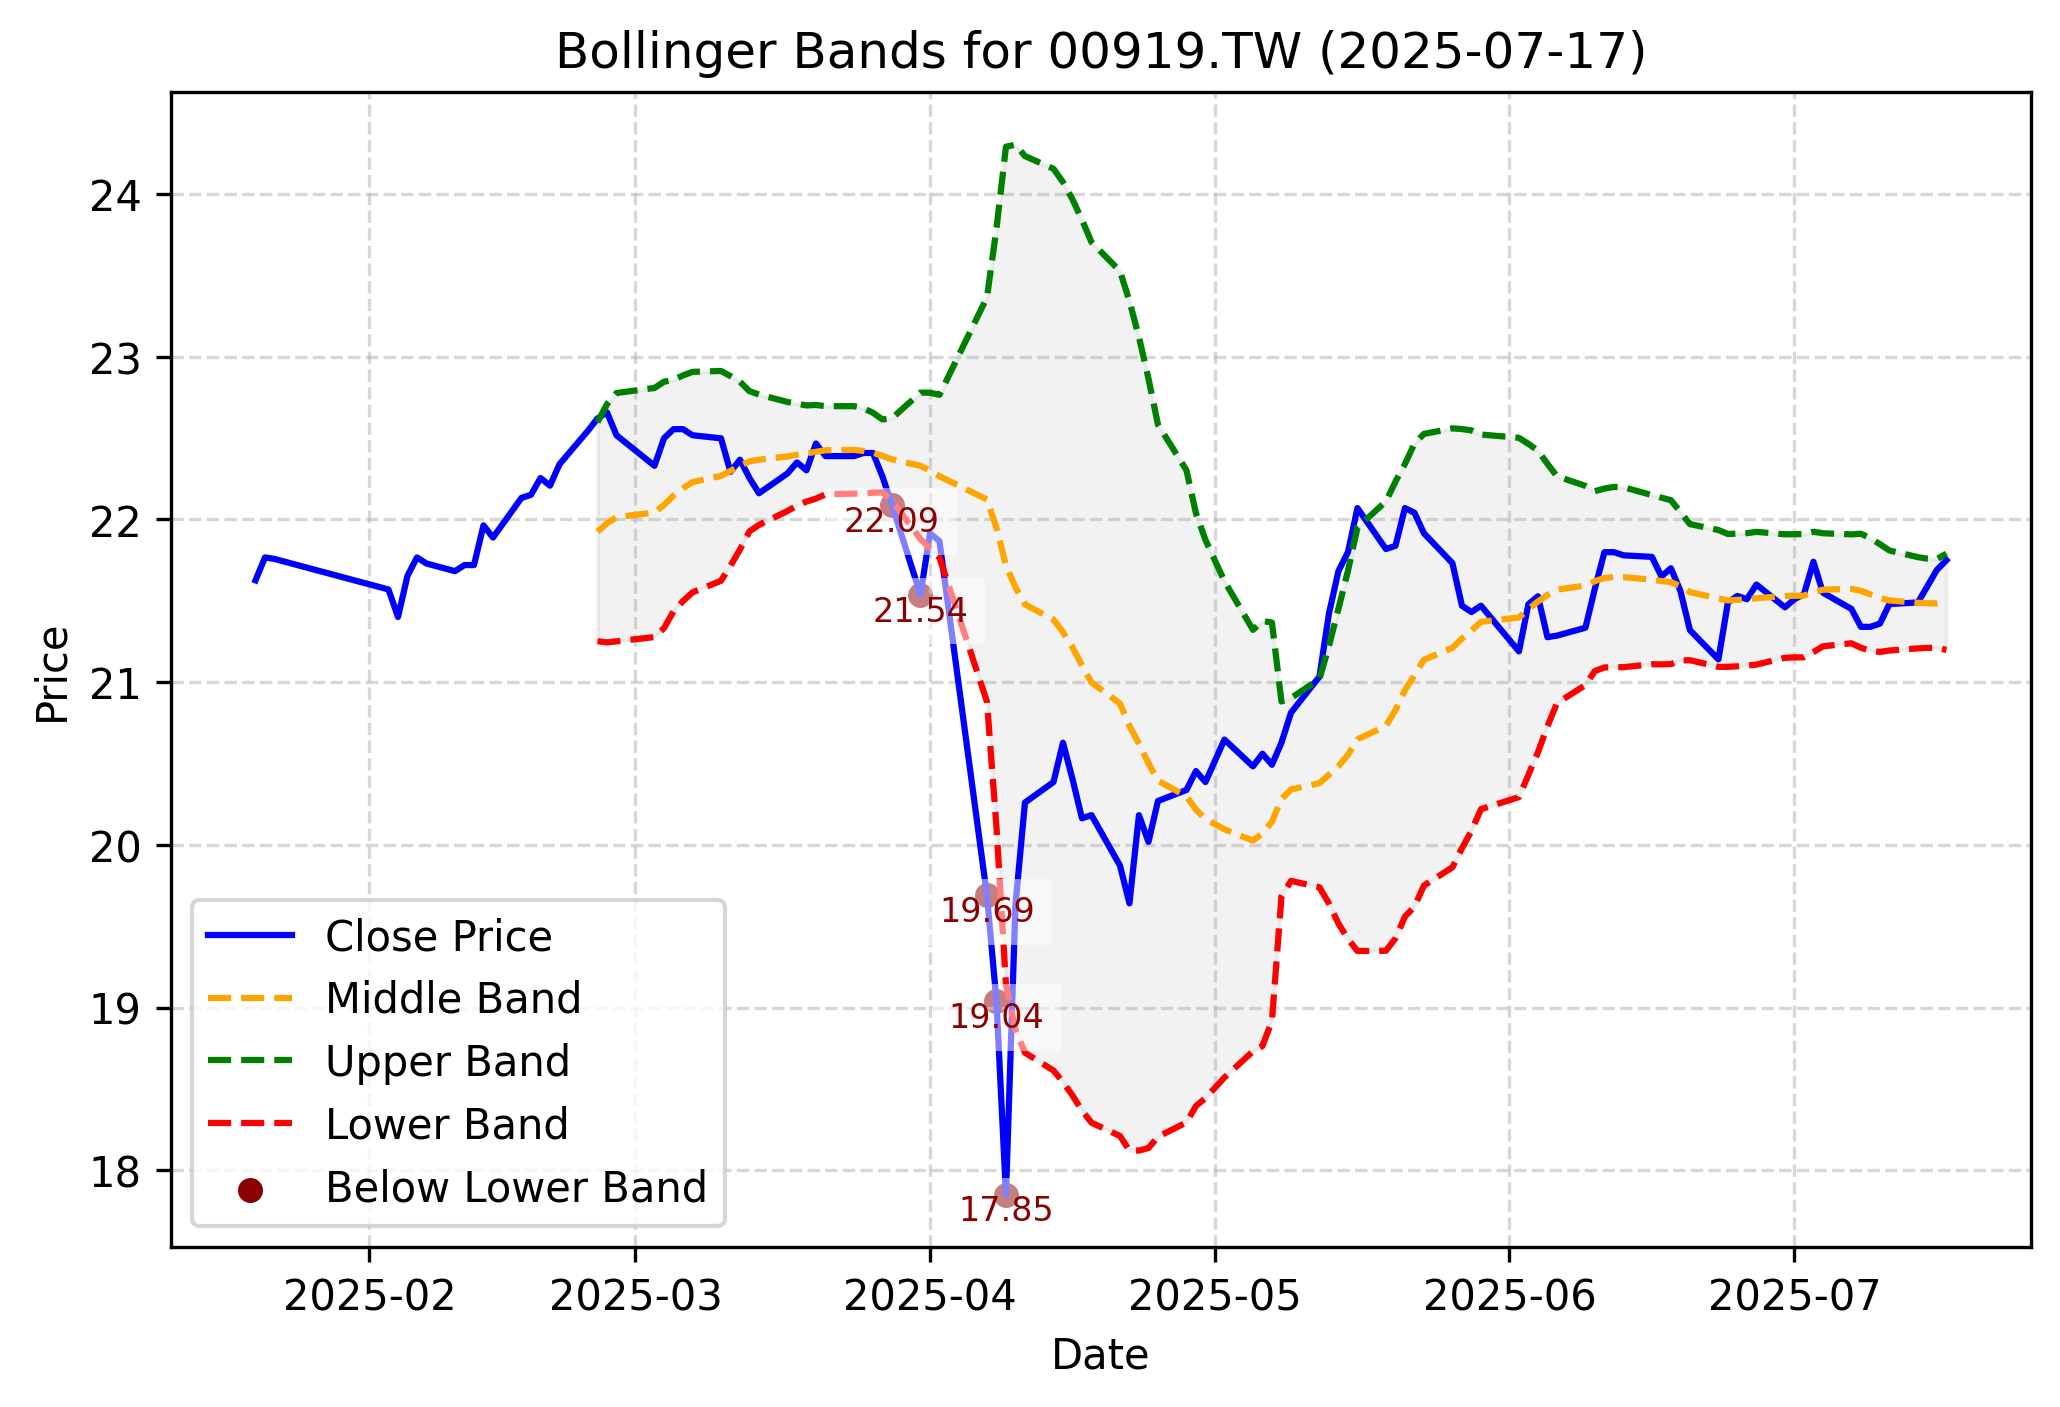 Bollinger Bands for 00919.TW (2025-07-17)
24
23
22
21
20
19
18
Price
22.09
21.54
19.69
19.04
17.85
Close Price
Middle Band
Upper Band
Lower Band
Below Lower Band
2025-02
2025-03
2025-04
2025-05
2025-06
2025-07
Date